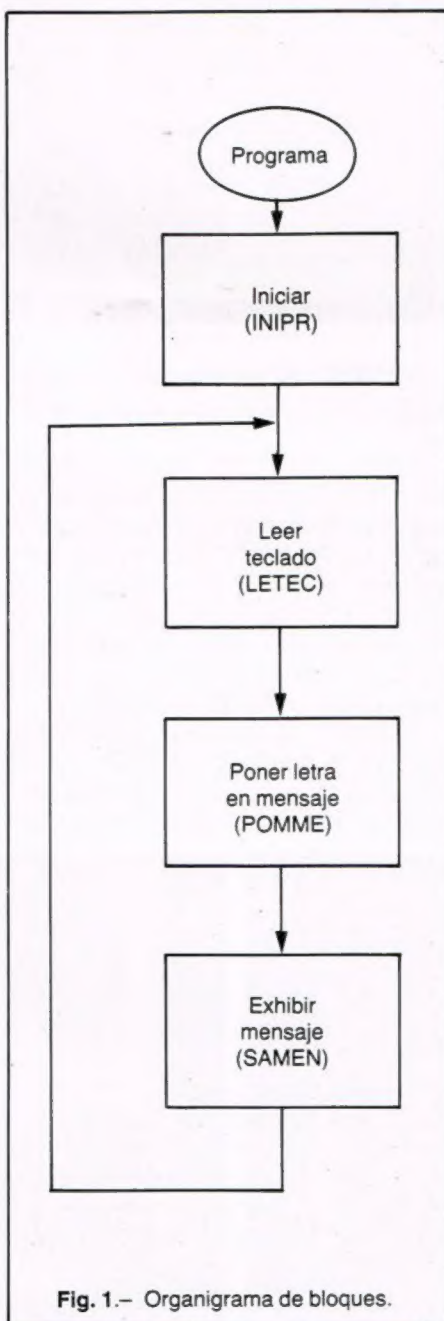 Programa
Iniciar
(INIPR)
Leer
teclado
(LETEC)
Poner letra
en mensaje
(POMME)
Exhibir
mensaje
(SAMEN)
Fig. 1.– Organigrama de bloques.